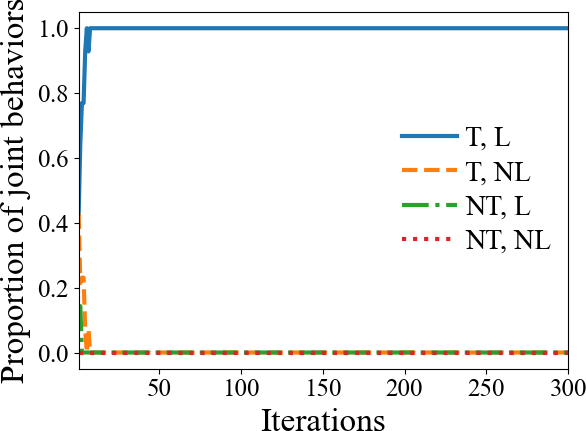 Proportion of joint behaviors
1.0
0.8
0.6
0.4
0.2
0.0
T, L
T, NL
NT, L
NT, NL
50 100 150 200 250 300
Iterations